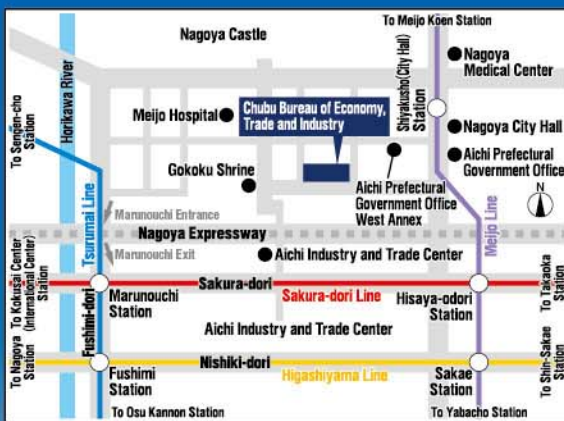 To Meijo Koen Station
Nagoya Castle
Nagoya
Medical Center
Horikawa River
Shiyakusho(City Hall)
Station
Meijo Hospital
Chubu Bureau of Economy,
Trade and Industry
Nagoya City Hall
To Sengen-cho
Station
Aichi Prefectural
Government Office
Gokoku Shrine
Aichi Prefectural
Government Office
West Annex
N
Tsurumai Line
Marunouchi Entrance
Meijo Line
Nagoya Expressway
Marunouchi Exit
Aichi Industry and Trade Center
To Kokusai Center
(International Center)
Station
Sakura-dori
To Takaoka
Station
Fushimi-dori
Marunouchi
Station
Sakura-dori Line
Hisaya-odori
Station
Aichi Industry and Trade Center
To Nagoya
Station
Nishiki-dori
To Shin-Sakae
Station
Fushimi
Station
Higashiyama Line
Sakae
Station
To Osu Kannon Station
To Yabacho Station